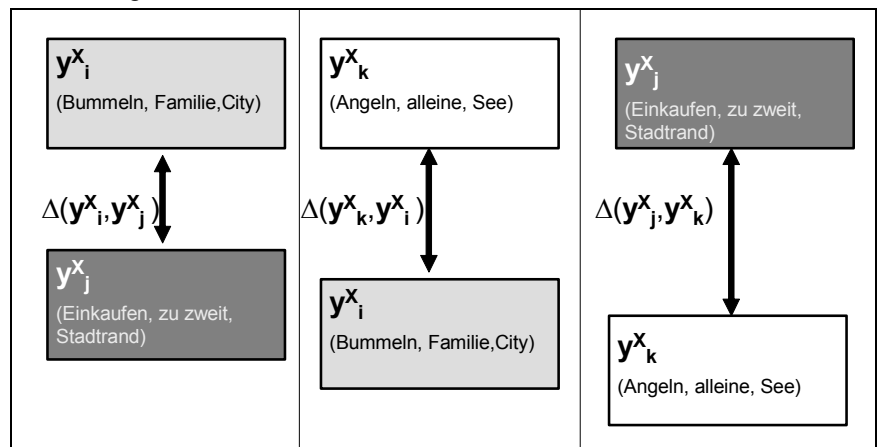 y^X_i
(Bummeln, Familie,City)
Δ(y^X_i,y^X_j)
y^X_j
(Einkaufen, zu zweit,
Stadtrand)
y^X_k
(Angeln, alleine, See)
Δ(y^X_k,y^X_i)
y^X_i
(Bummeln, Familie,City)
y^X_j
(Einkaufen, zu zweit,
Stadtrand)
Δ(y^X_j,y^X_k)
y^X_k
(Angeln, alleine, See)